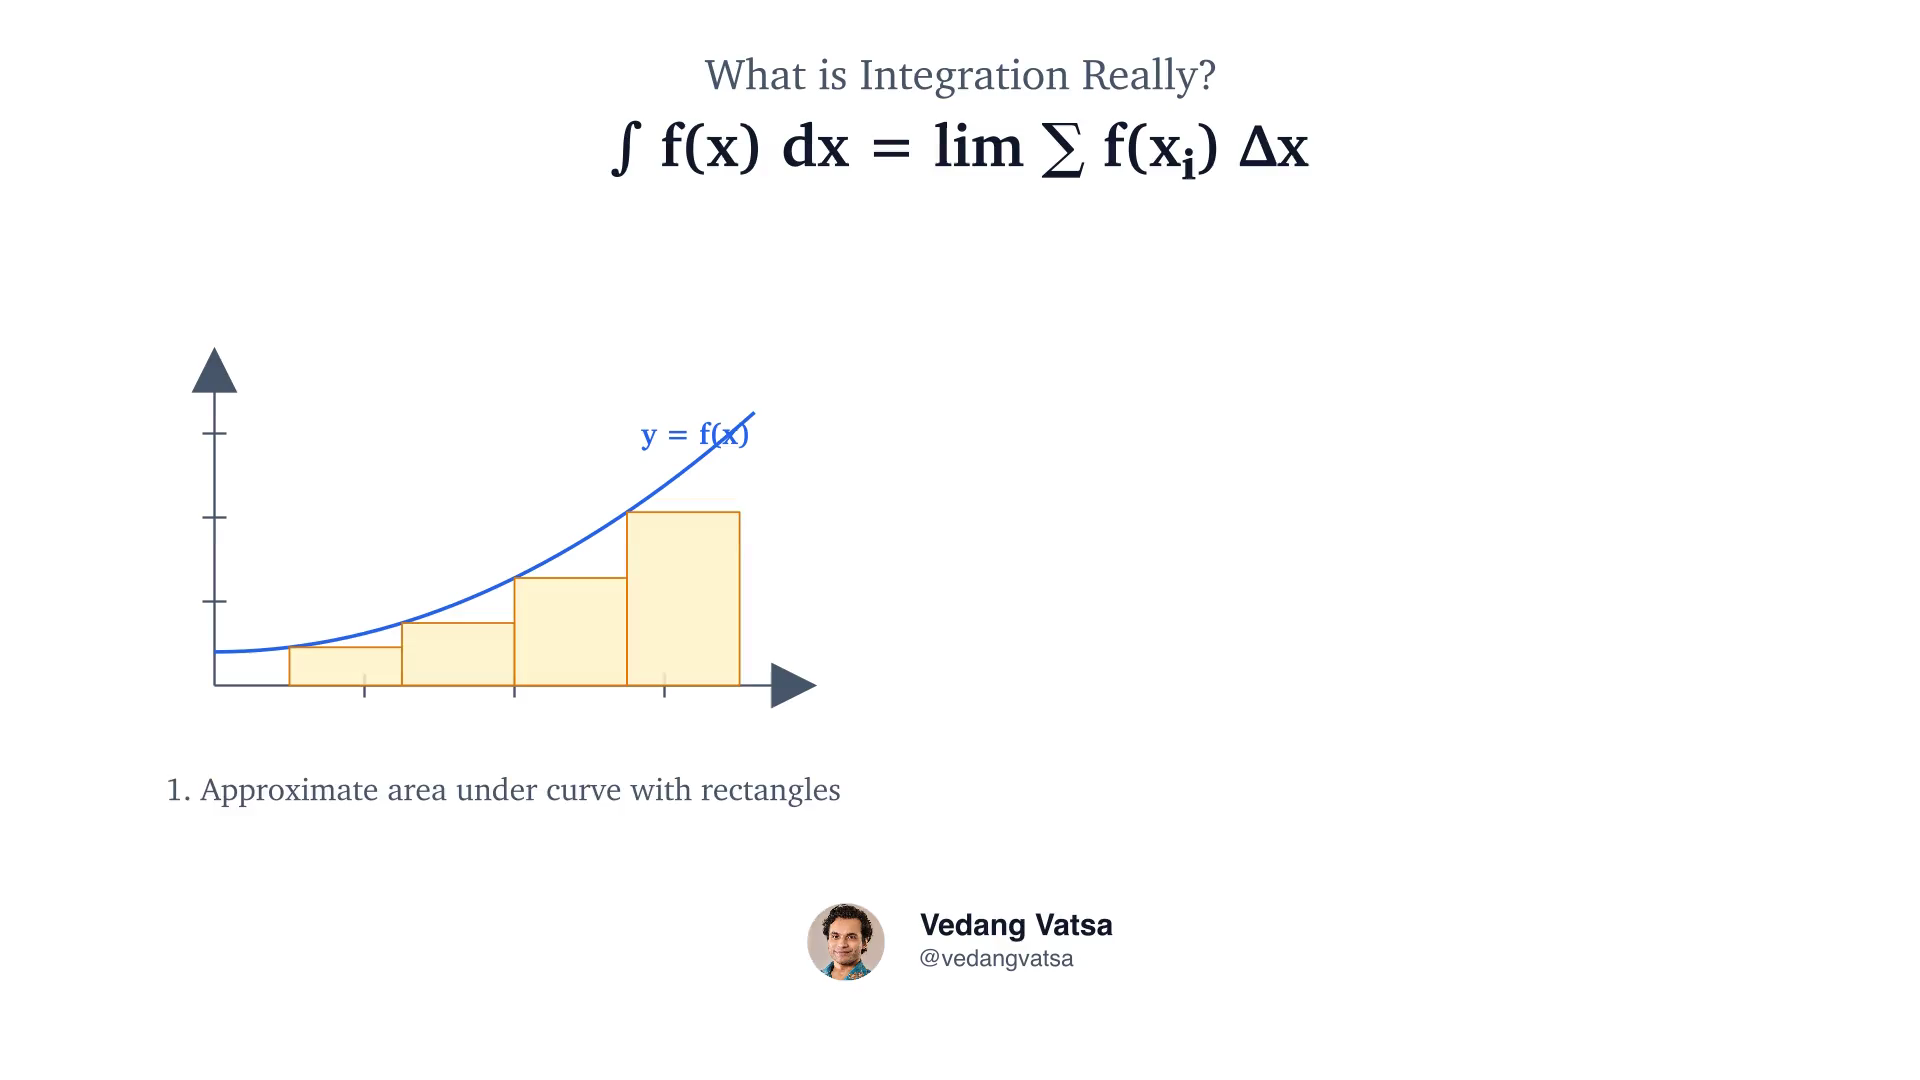 What is Integration Really?
∫ f(x) dx = lim ∑ f(xᵢ) Δx
y = f(x)
1. Approximate area under curve with rectangles
Vedang Vatsa
@vedangvatsa